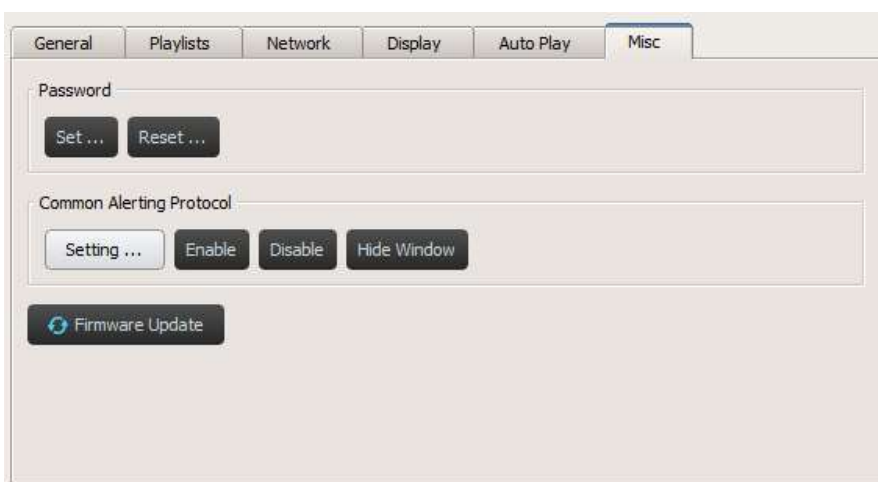 General Playlists Network Display Auto Play Misc
Password
Set ... Reset ...
Common Alerting Protocol
Setting ... Enable Disable Hide Window
Firmware Update